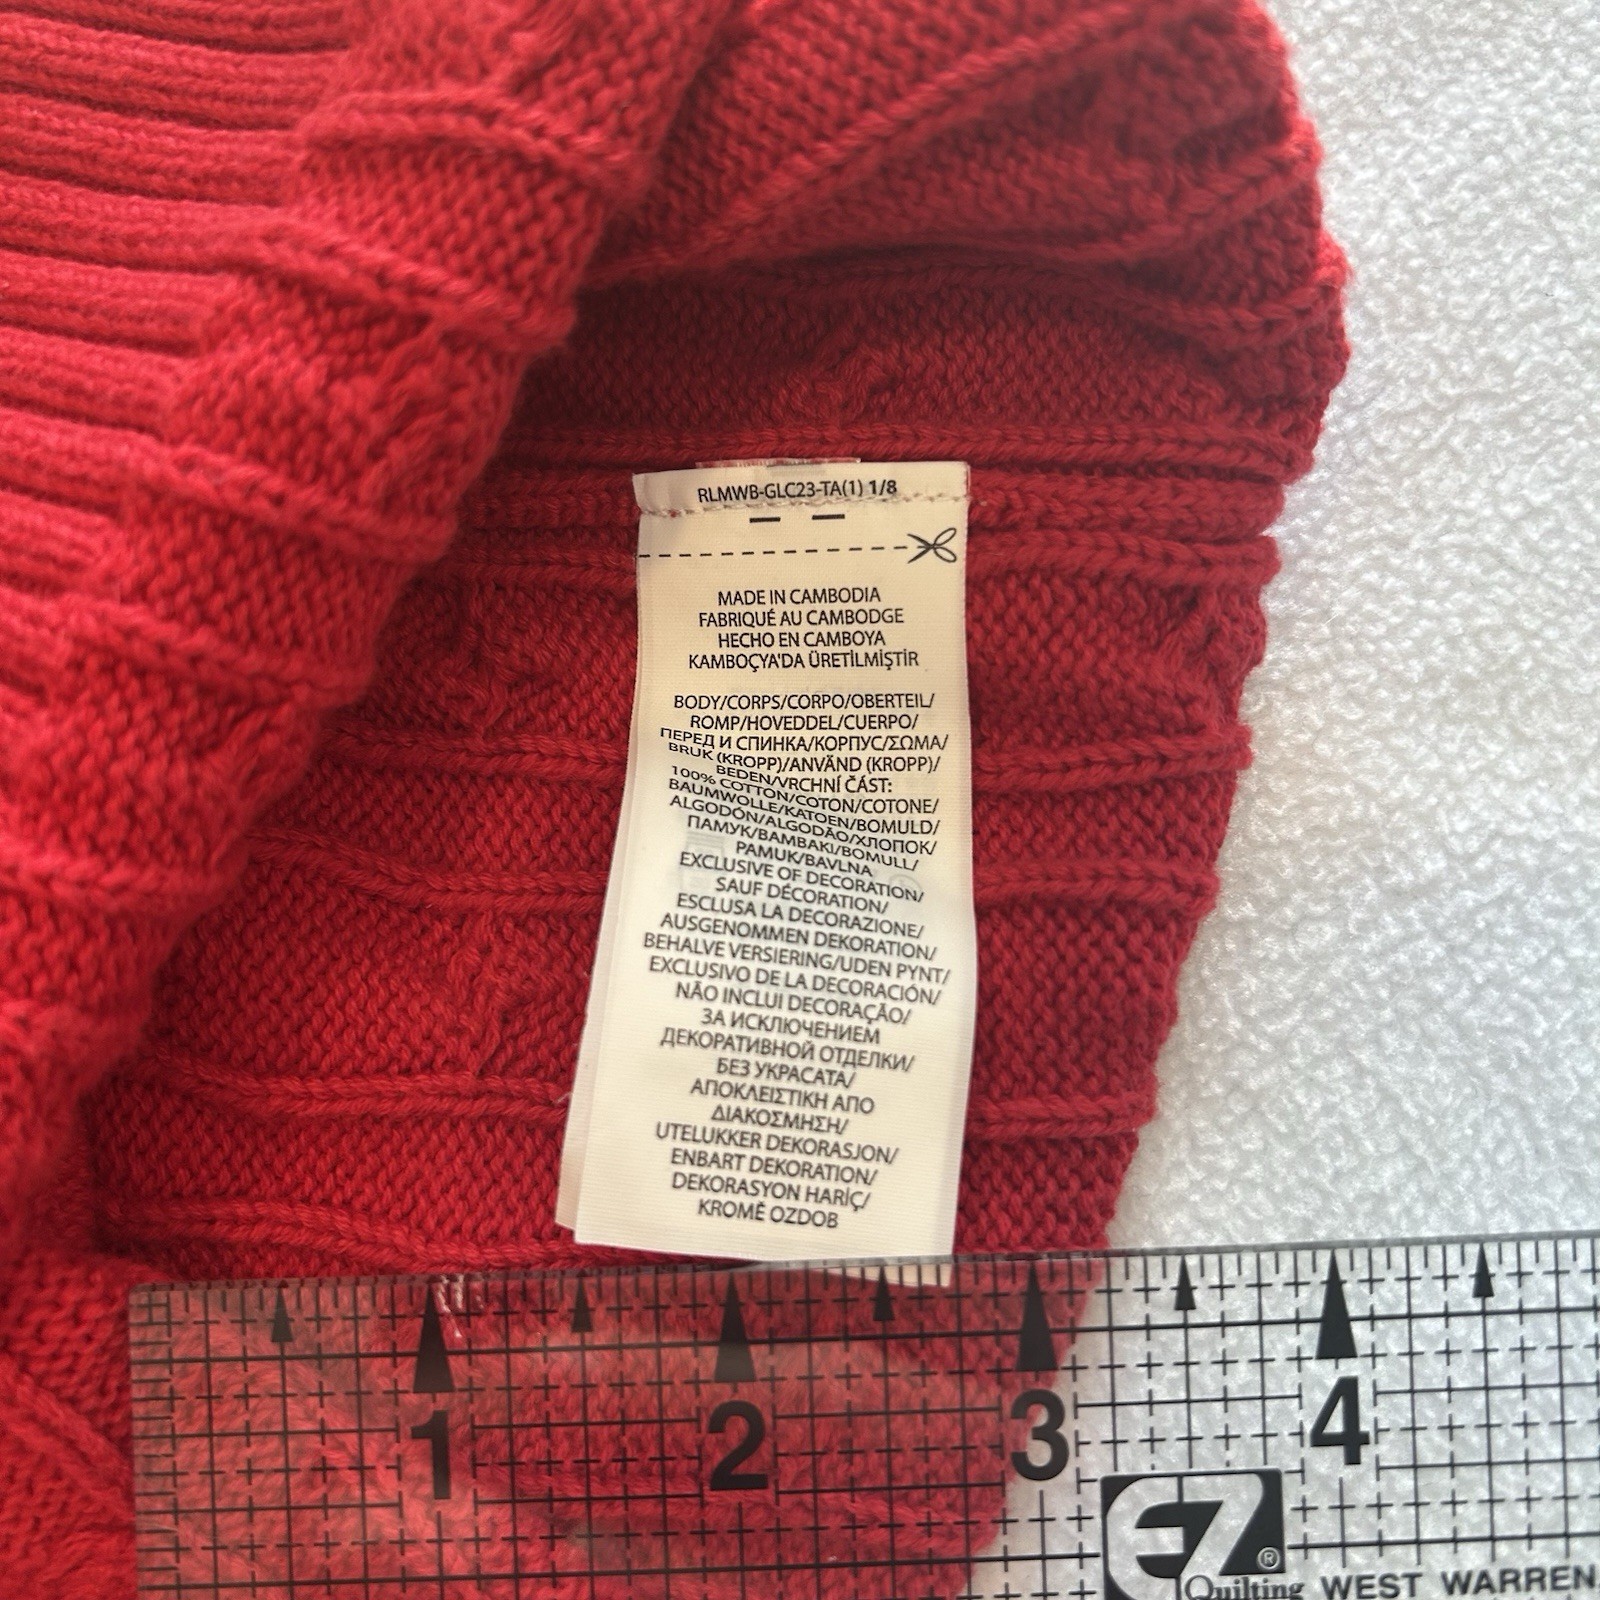 RLMWB-GLC23-TA(1) 1/8
MADE IN CAMBODIA
FABRIQUÉ AU CAMBODGE
HECHO EN CAMBOYA
KAMBOÇYA'DA ÜRETİLMİŞTİR
BODY/CORPS/CORPO/OBERTEIL/
ROMP/HOVEDDEL/CUERPO/
ПЕРЕД И СПИНКА/КОРПУС/ΣΩΜΑ/
BRUK (KROPP)/ANVÄND (KROPP)/
BEDEN/VRCHNÍ ČÁST:
100% COTTON/COTON/COTONE/
BAUMWOLLE/KATOEN/BOMULD/
ALGODÓN/ALGODÃO/ХЛОПОК/
ПАМУК/ΒΑΜΒΑΚΙ/BOMULL/
PAMUK/BAVLNA
EXCLUSIVE OF DECORATION/
SAUF DÉCORATION/
ESCLUSA LA DECORAZIONE/
AUSGENOMMEN DEKORATION/
BEHALVE VERSIERING/UDEN PYNT/
EXCLUSIVO DE LA DECORACIÓN/
NÃO INCLUI DECORAÇÃO/
ЗА ИСКЛЮЧЕНИЕМ
ДЕКОРАТИВНОЙ ОТДЕЛКИ/
БЕЗ УКРАСАТА/
ΑΠΟΚΛΕΙΣΤΙΚΗ ΑΠΟ
ΔΙΑΚΟΣΜΗΣΗ/
UTELUKKER DEKORASJON/
ENBART DEKORATION/
DEKORASYON HARİÇ/
KROMĚ OZDOB
1 2 3 4
EZ
Quilting® WEST WARREN,